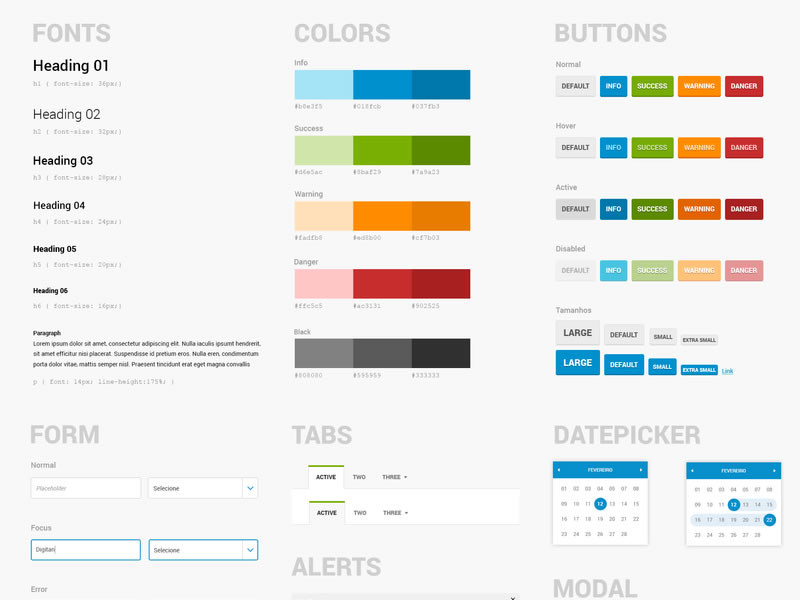 FONTS
Heading 01
h1 { font-size: 36px;}
Heading 02
h2 { font-size: 32px;}
Heading 03
h3 { font-size: 28px;}
Heading 04
h4 { font-size: 24px;}
Heading 05
h5 { font-size: 20px;}
Heading 06
h6 { font-size: 16px;}
Paragraph
Lorem ipsum dolor sit amet, consectetur adipiscing elit. Nulla iaculis ipsumt hendrerit,
sit amet efficitur nisi placerat. Suspendisse id pretium eros. Nulla eren. condimentum
porta dolor vitae, mattis semper nisl. Praesent tincidunt erat eget magna convallis
p { font: 14px; line-height:175%; }
COLORS
Info
#b6e3f5 #016fcb #037fb3
Success
#d6e5ac #8baf29 #7a9a23
Warning
#fadfb8 #ed8b00 #cf7b03
Danger
#ffc5c5 #ac3131 #902525
Black
#808080 #595959 #333333
BUTTONS
Normal
DEFAULT INFO SUCCESS WARNING DANGER
Hover
DEFAULT INFO SUCCESS WARNING DANGER
Active
DEFAULT INFO SUCCESS WARNING DANGER
Disabled
DEFAULT INFO SUCCESS WARNING DANGER
Tamanhos
LARGE DEFAULT SMALL EXTRA SMALL
LARGE DEFAULT SMALL EXTRA SMALL Link
FORM
Normal
Placeholder Selecione
Focus
Digitan Selecione
Error
TABS
ACTIVE TWO THREE
ACTIVE TWO THREE
ALERTS
DATEPICKER
FEVEREIRO
01 02 03 04 05 06 07 08
09 10 11 12 13 14 15
16 17 18 19 20 21 22
23 24 25 26 27 28
FEVEREIRO
01 02 03 04 05 06 07 08
09 10 11 12 13 14 15
16 17 18 19 20 21 22
23 24 25 26 27 28
MODAL